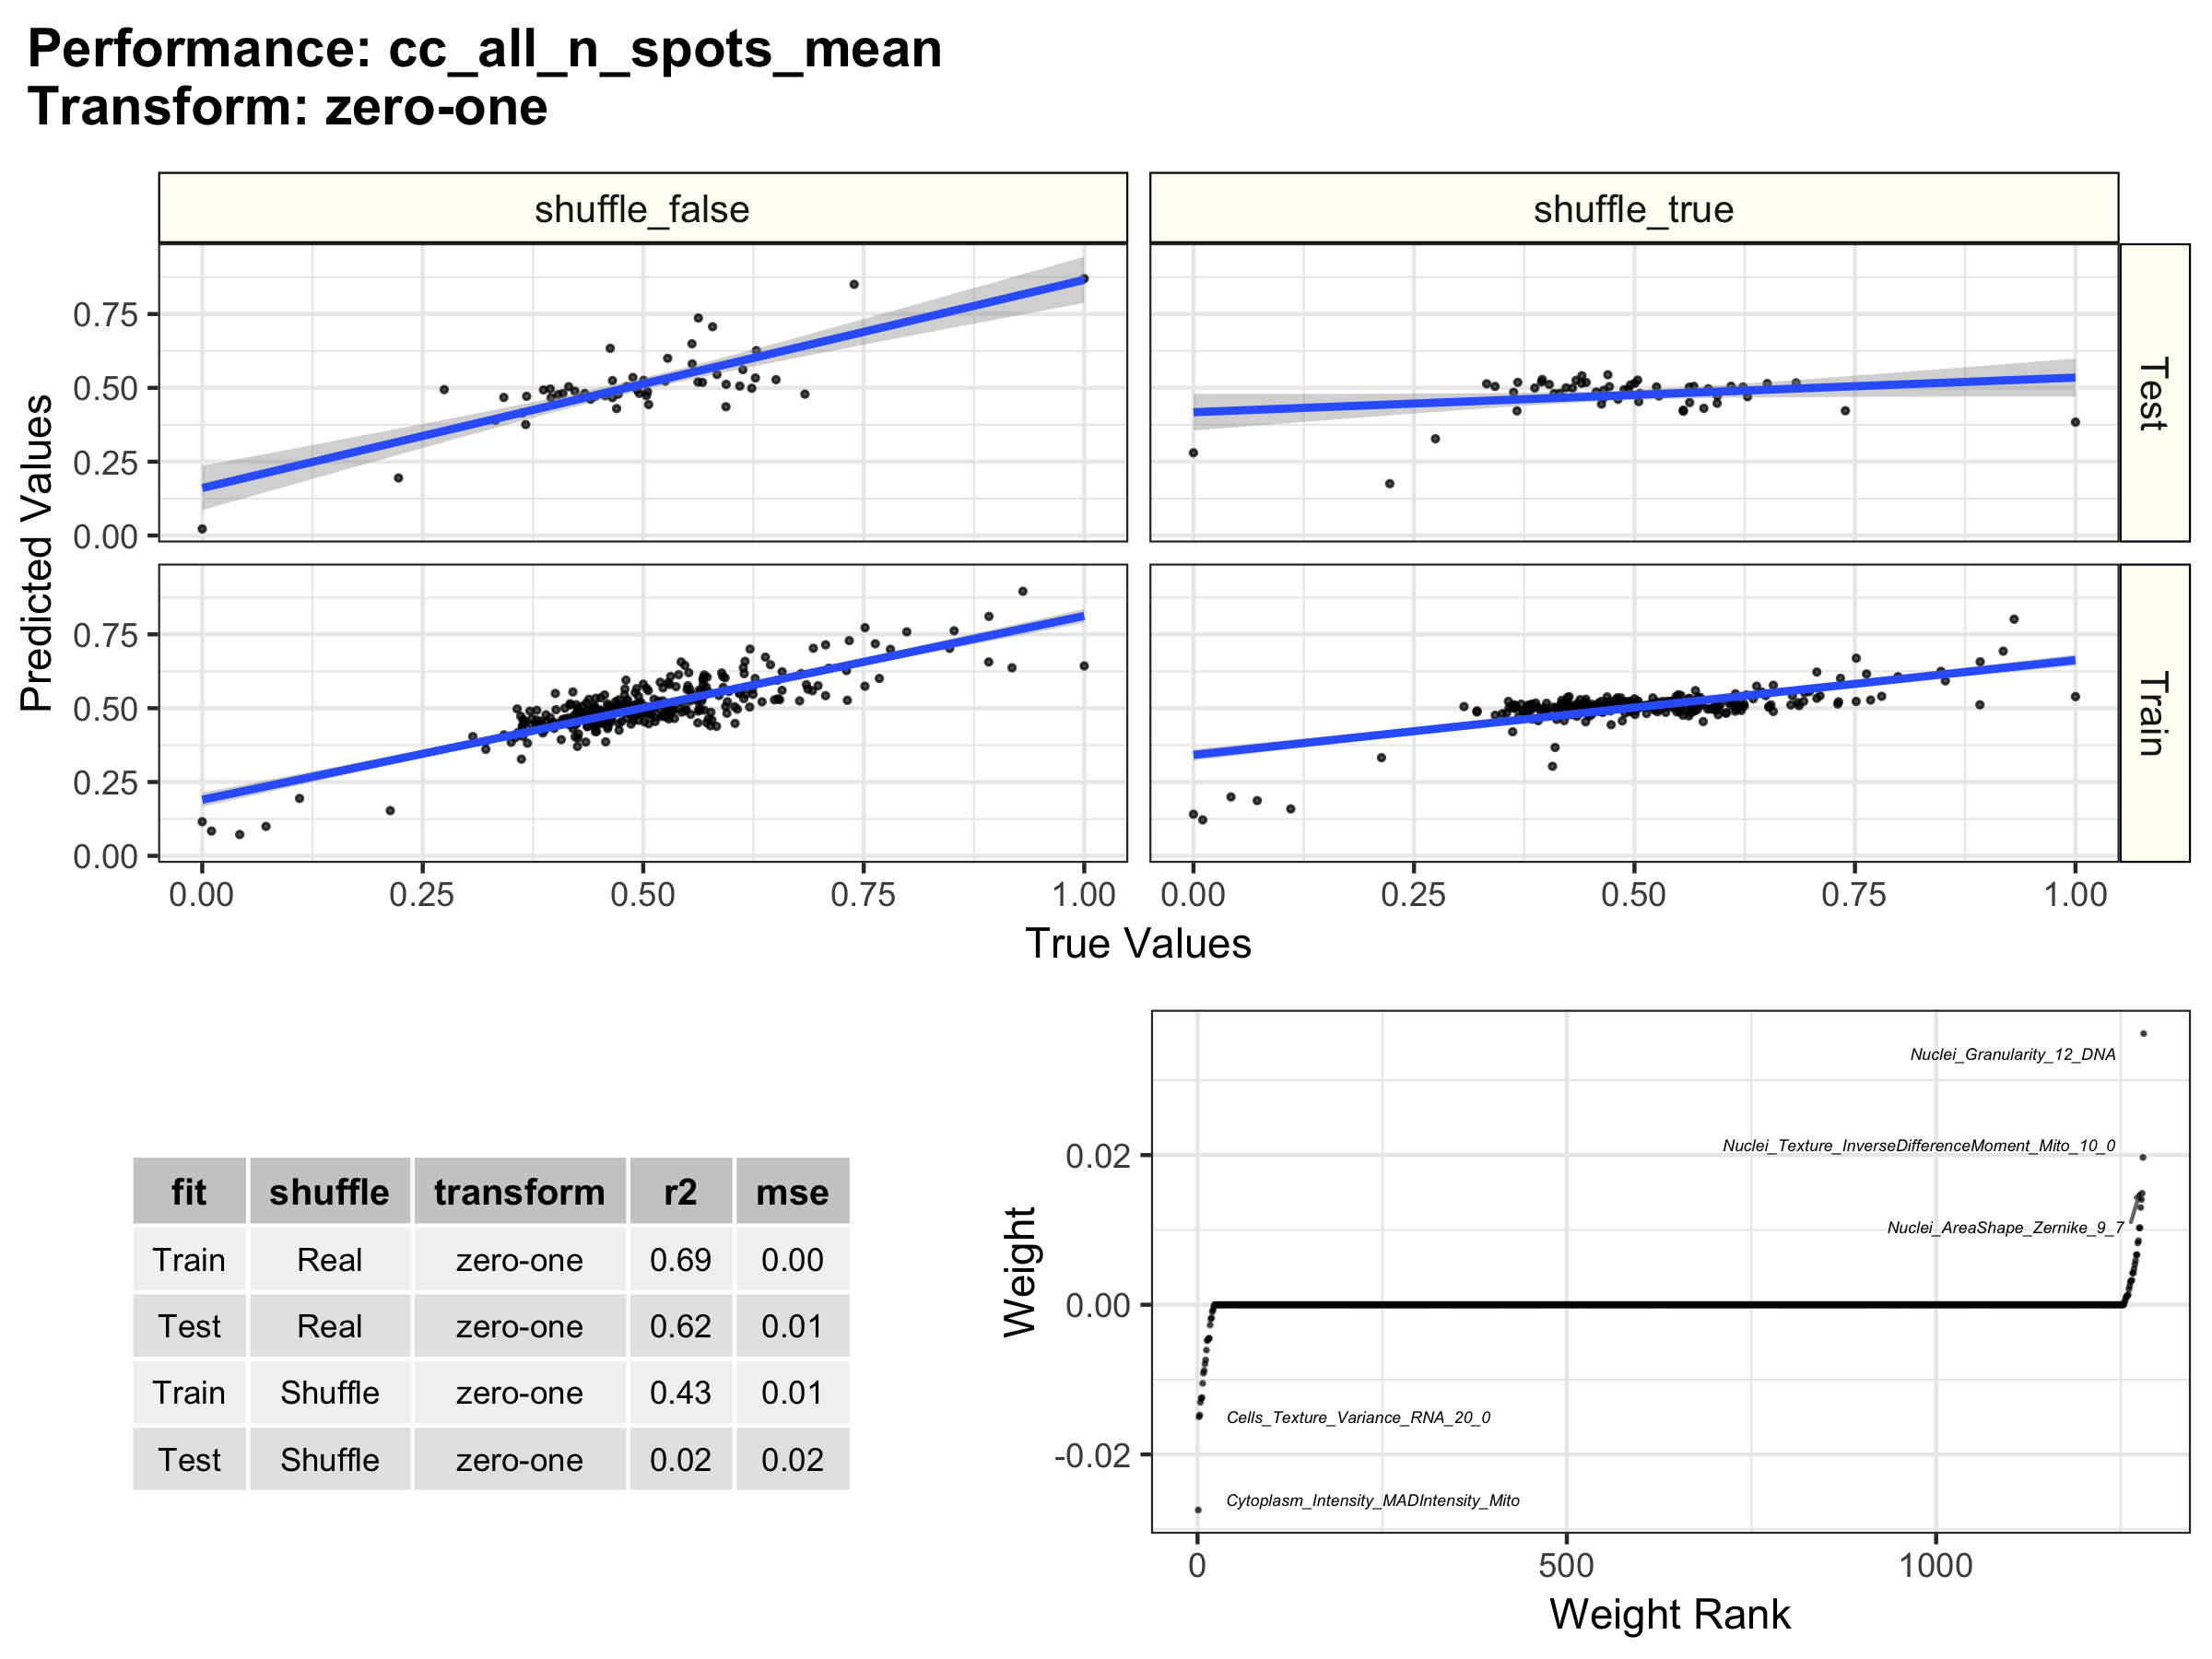 Performance: cc_all_n_spots_mean
Transform: zero-one
shuffle_false
shuffle_true
Predicted Values
0.75
0.50
0.25
0.00
Test
0.75
0.50
0.25
0.00
Train
0.00 0.25 0.50 0.75 1.00
0.00 0.25 0.50 0.75 1.00
True Values
fit shuffle transform r2 mse
Train Real zero-one 0.69 0.00
Test Real zero-one 0.62 0.01
Train Shuffle zero-one 0.43 0.01
Test Shuffle zero-one 0.02 0.02
Weight
0.02
0.00
-0.02
Nuclei_Granularity_12_DNA
Nuclei_Texture_InverseDifferenceMoment_Mito_10_0
Nuclei_AreaShape_Zernike_9_7
Cells_Texture_Variance_RNA_20_0
Cytoplasm_Intensity_MADIntensity_Mito
0 500 1000
Weight Rank